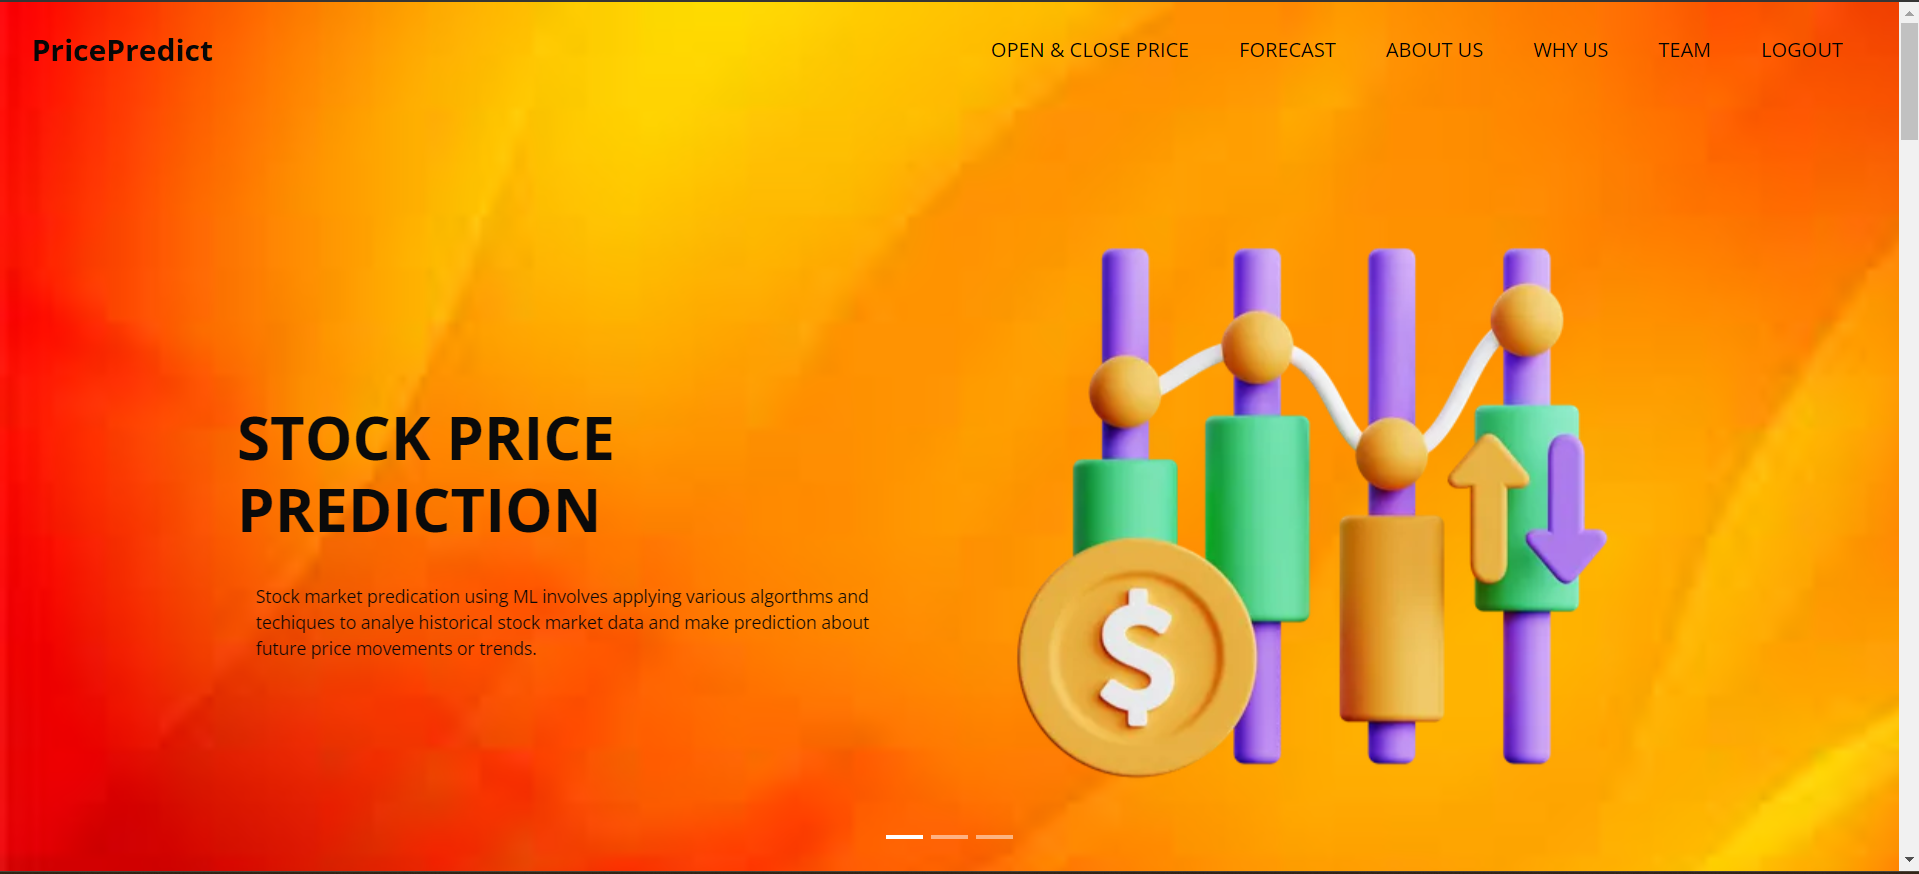 PricePredict
OPEN & CLOSE PRICE FORECAST ABOUT US WHY US TEAM LOGOUT
STOCK PRICE
PREDICTION
Stock market predication using ML involves applying various algorthms and
techiques to analye historical stock market data and make prediction about
future price movements or trends.
$